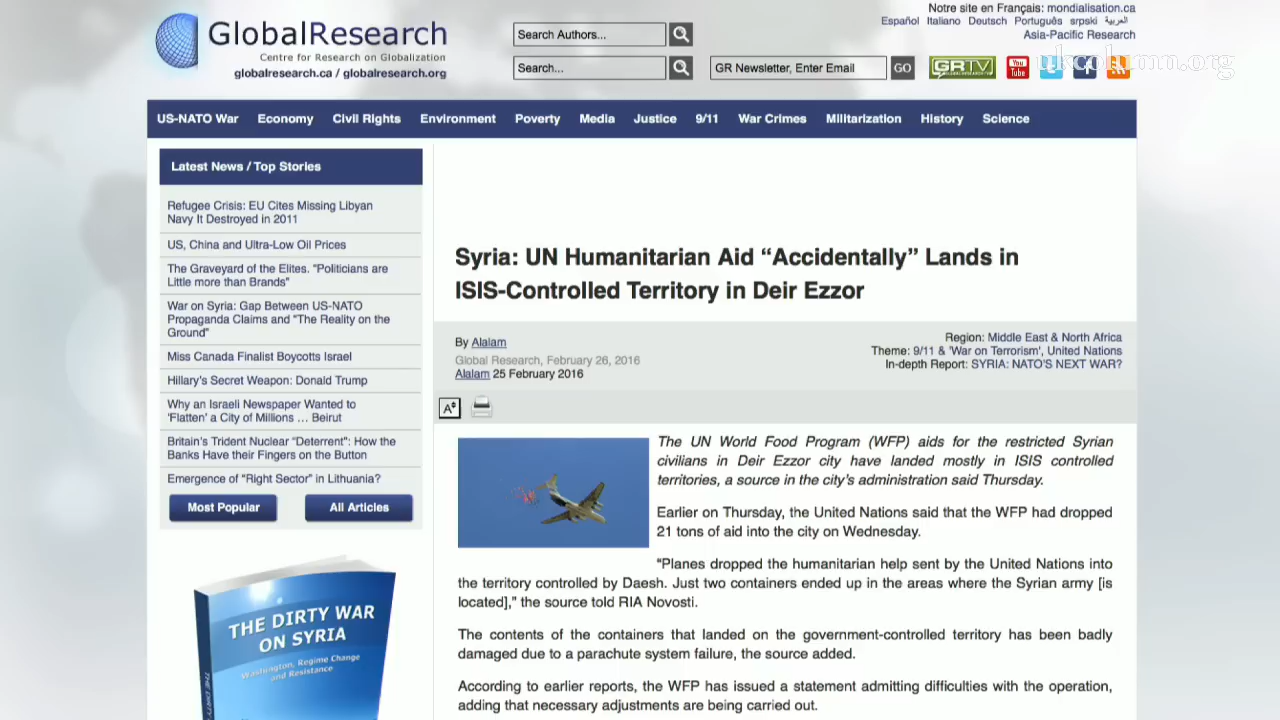 Notre site en Français: mondialisation.ca
Español Italiano Deutsch Português srpski العربية
Asia-Pacific Research
GlobalResearch
Centre for Research on Globalization
globalresearch.ca / globalresearch.org
Search Authors...
Search...
GR Newsletter, Enter Email
GO
GRTV
You
Tube
ukcolumn.org
US-NATO War Economy Civil Rights Environment Poverty Media Justice 9/11 War Crimes Militarization History Science
Latest News / Top Stories
Refugee Crisis: EU Cites Missing Libyan
Navy It Destroyed in 2011
US, China and Ultra-Low Oil Prices
The Graveyard of the Elites. "Politicians are
Little more than Brands"
War on Syria: Gap Between US-NATO
Propaganda Claims and "The Reality on the
Ground"
Miss Canada Finalist Boycotts Israel
Hillary's Secret Weapon: Donald Trump
Why an Israeli Newspaper Wanted to
'Flatten' a City of Millions … Beirut
Britain's Trident Nuclear "Deterrent": How the
Banks Have their Fingers on the Button
Emergence of "Right Sector" in Lithuania?
Most Popular
All Articles
THE DIRTY WAR
ON SYRIA
Washington, Regime Change
and Resistance
THE DIRTY WAR
Syria: UN Humanitarian Aid “Accidentally” Lands in
ISIS-Controlled Territory in Deir Ezzor
By Alalam
Global Research, February 26, 2016
Alalam 25 February 2016
Region: Middle East & North Africa
Theme: 9/11 & 'War on Terrorism', United Nations
In-depth Report: SYRIA: NATO'S NEXT WAR?
A
The UN World Food Program (WFP) aids for the restricted Syrian
civilians in Deir Ezzor city have landed mostly in ISIS controlled
territories, a source in the city's administration said Thursday.
Earlier on Thursday, the United Nations said that the WFP had dropped
21 tons of aid into the city on Wednesday.
“Planes dropped the humanitarian help sent by the United Nations into
the territory controlled by Daesh. Just two containers ended up in the areas where the Syrian army [is
located],” the source told RIA Novosti.
The contents of the containers that landed on the government-controlled territory has been badly
damaged due to a parachute system failure, the source added.
According to earlier reports, the WFP has issued a statement admitting difficulties with the operation,
adding that necessary adjustments are being carried out.